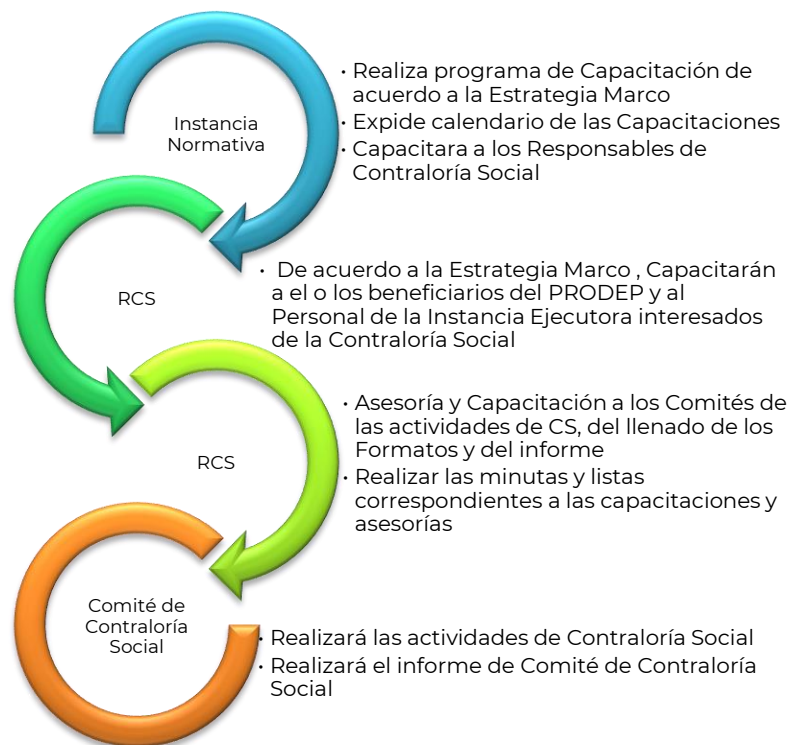 Instancia
Normativa
• Realiza programa de Capacitación de
acuerdo a la Estrategia Marco
• Expide calendario de las Capacitaciones
• Capacitara a los Responsables de
Contraloría Social
RCS
• De acuerdo a la Estrategia Marco , Capacitarán
a el o los beneficiarios del PRODEP y al
Personal de la Instancia Ejecutora interesados
de la Contraloría Social
RCS
• Asesoría y Capacitación a los Comités de
las actividades de CS, del llenado de los
Formatos y del informe
• Realizar las minutas y listas
correspondientes a las capacitaciones y
asesorías
Comité de
Contraloría
Social
• Realizará las actividades de Contraloría Social
• Realizará el informe de Comité de Contraloría
Social